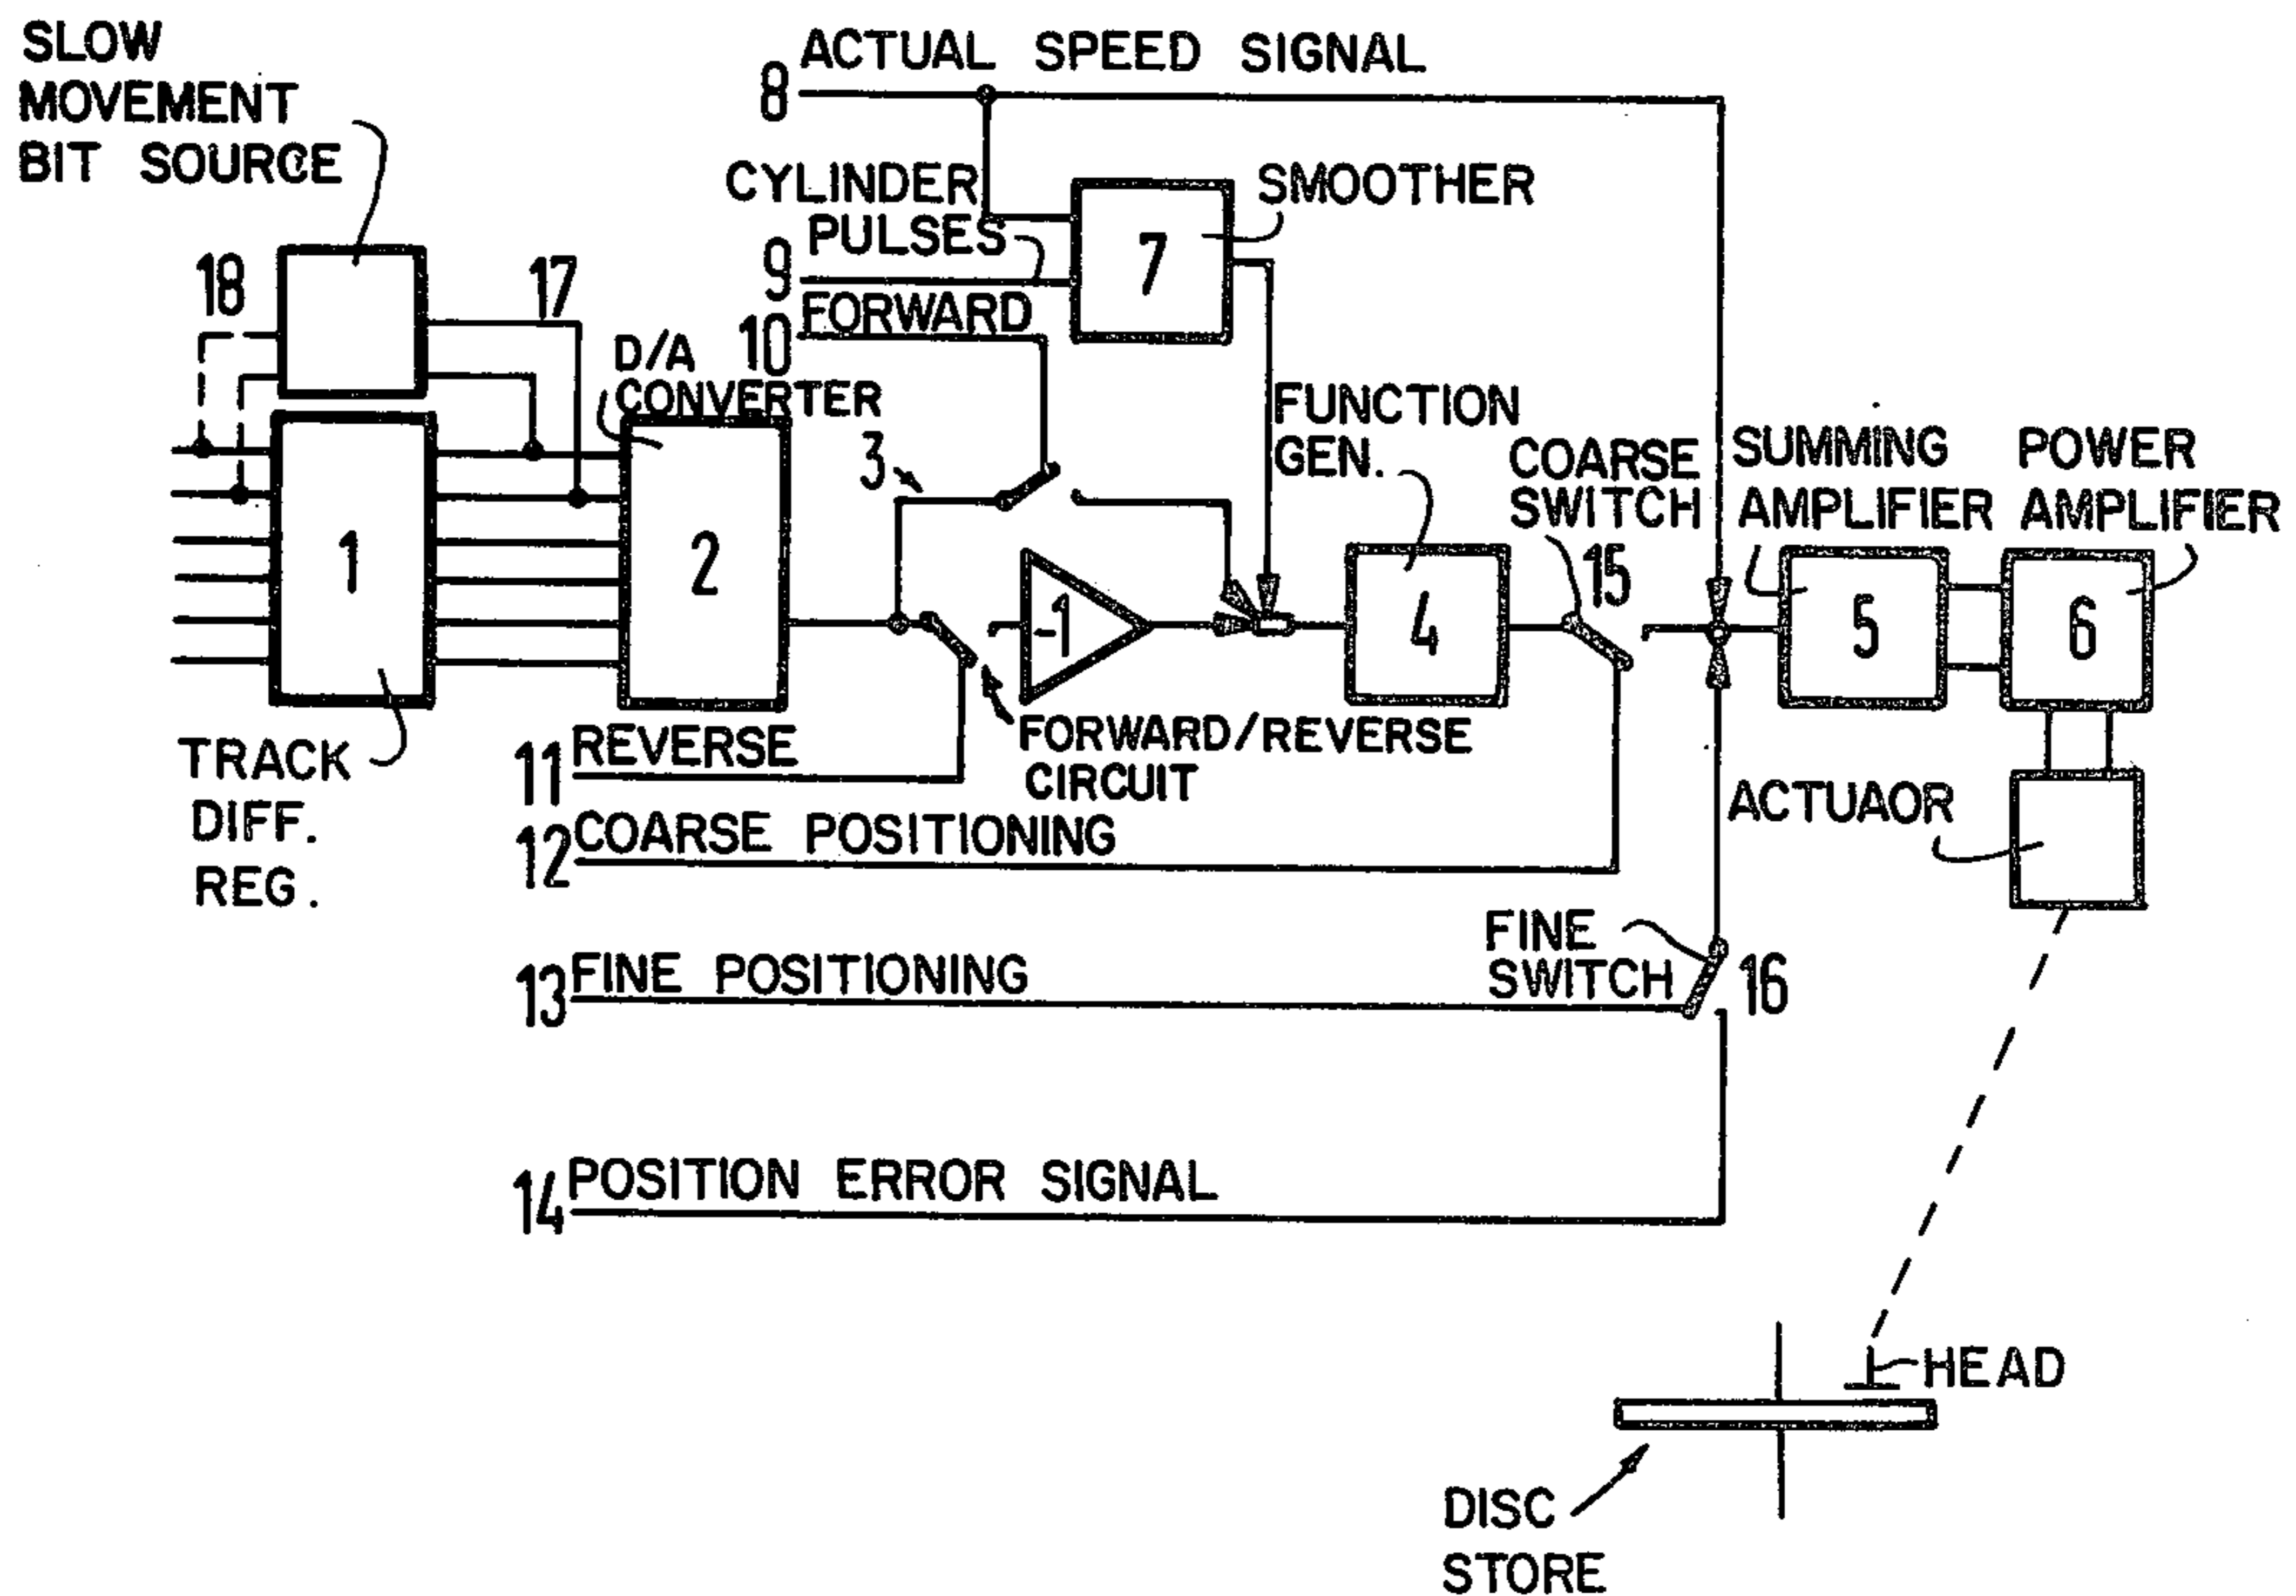 SLOW
MOVEMENT
BIT SOURCE
8 ACTUAL SPEED SIGNAL
CYLINDER
PULSES
9
SMOOTHER
7
10 FORWARD
18
17
D/A
CONVERTER
3
FUNCTION
GEN.
COARSE
SWITCH
15
SUMMING
AMPLIFIER
POWER
AMPLIFIER
1
2
-1
4
5
6
TRACK
DIFF.
REG.
11 REVERSE
FORWARD/REVERSE
CIRCUIT
12 COARSE POSITIONING
ACTUAOR
13 FINE POSITIONING
FINE
SWITCH
16
14 POSITION ERROR SIGNAL
HEAD
DISC
STORE